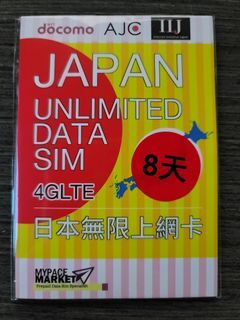 docomo AJC IIJ
JAPAN
UNLIMITED
DATA
SIM
8天
4GLTE
日本無限上網卡
MYPACE
MARKET
Prepaid Data Sim Specialist